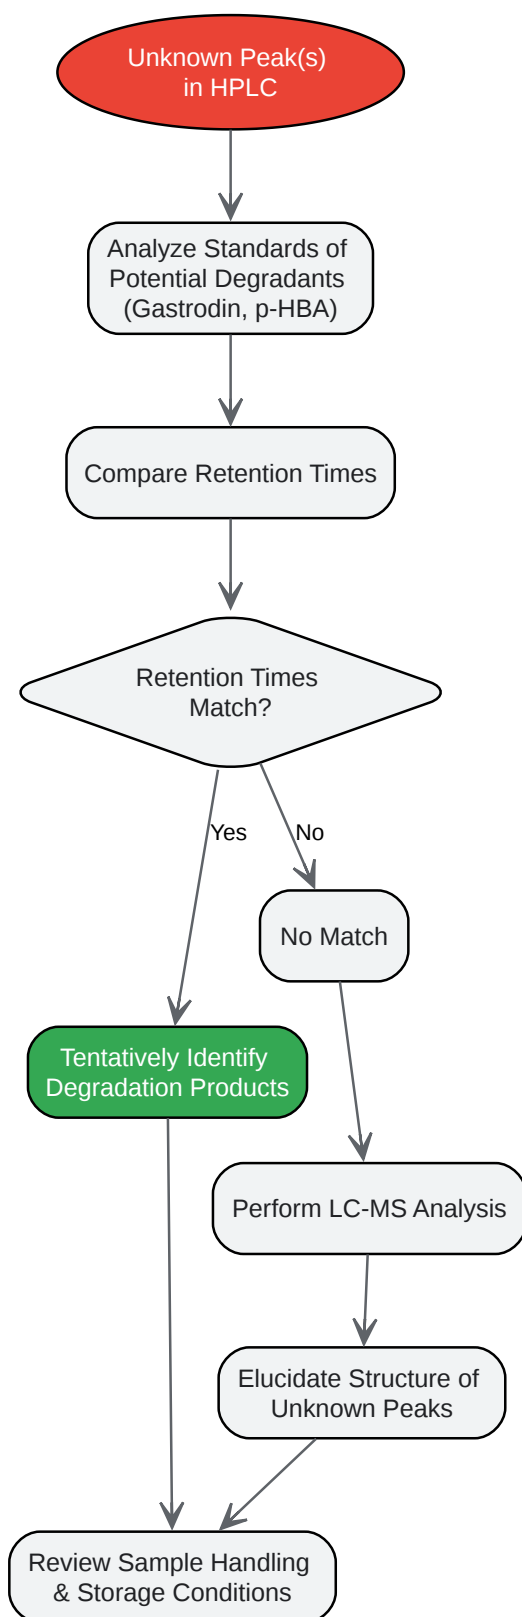 Unknown Peak(s)
in HPLC
Analyze Standards of
Potential Degradants
(Gastrodin, p-HBA)
Compare Retention Times
Retention Times
Match?
Yes
No
No Match
Tentatively Identify
Degradation Products
Perform LC-MS Analysis
Elucidate Structure of
Unknown Peaks
Review Sample Handling
& Storage Conditions